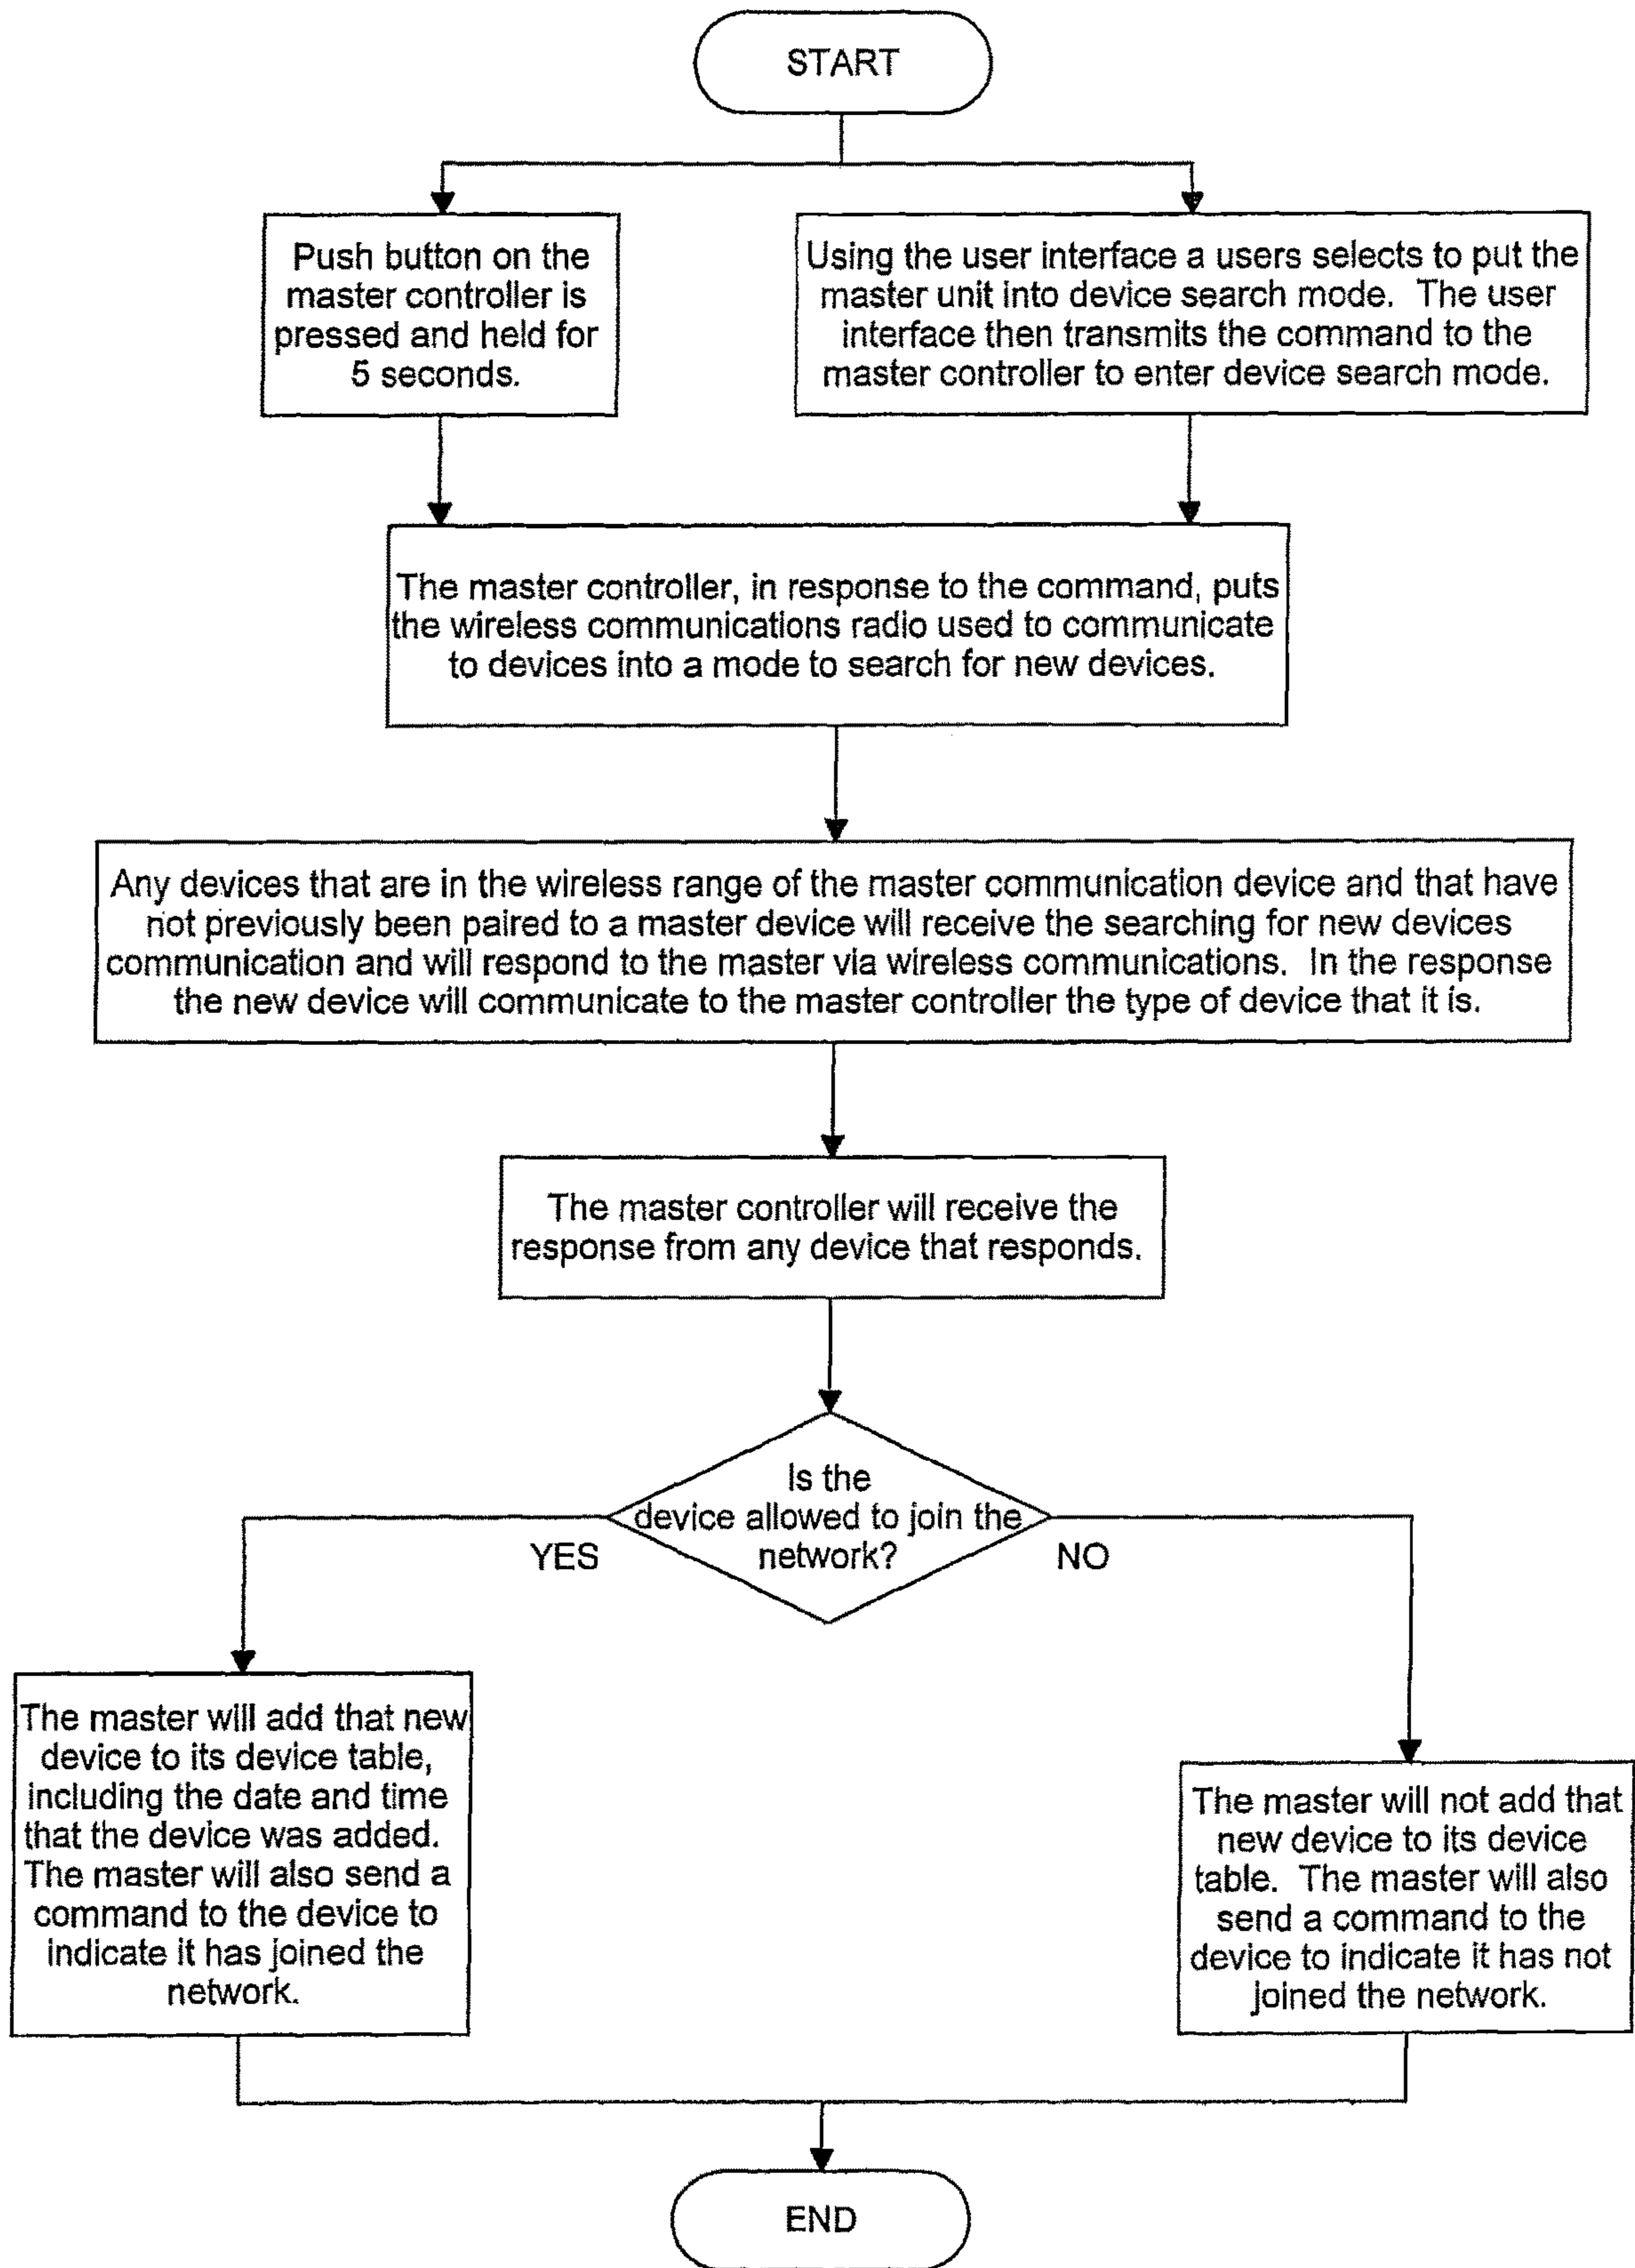 START
Push button on the
master controller is
pressed and held for
5 seconds.
Using the user interface a users selects to put the
master unit into device search mode. The user
interface then transmits the command to the
master controller to enter device search mode.
The master controller, in response to the command, puts
the wireless communications radio used to communicate
to devices into a mode to search for new devices.
Any devices that are in the wireless range of the master communication device and that have
not previously been paired to a master device will receive the searching for new devices
communication and will respond to the master via wireless communications. In the response
the new device will communicate to the master controller the type of device that it is.
The master controller will receive the
response from any device that responds.
Is the
device allowed to join the
network?
YES
NO
The master will add that new
device to its device table,
including the date and time
that the device was added.
The master will also send a
command to the device to
indicate it has joined the
network.
The master will not add that
new device to its device
table. The master will also
send a command to the
device to indicate it has not
joined the network.
END